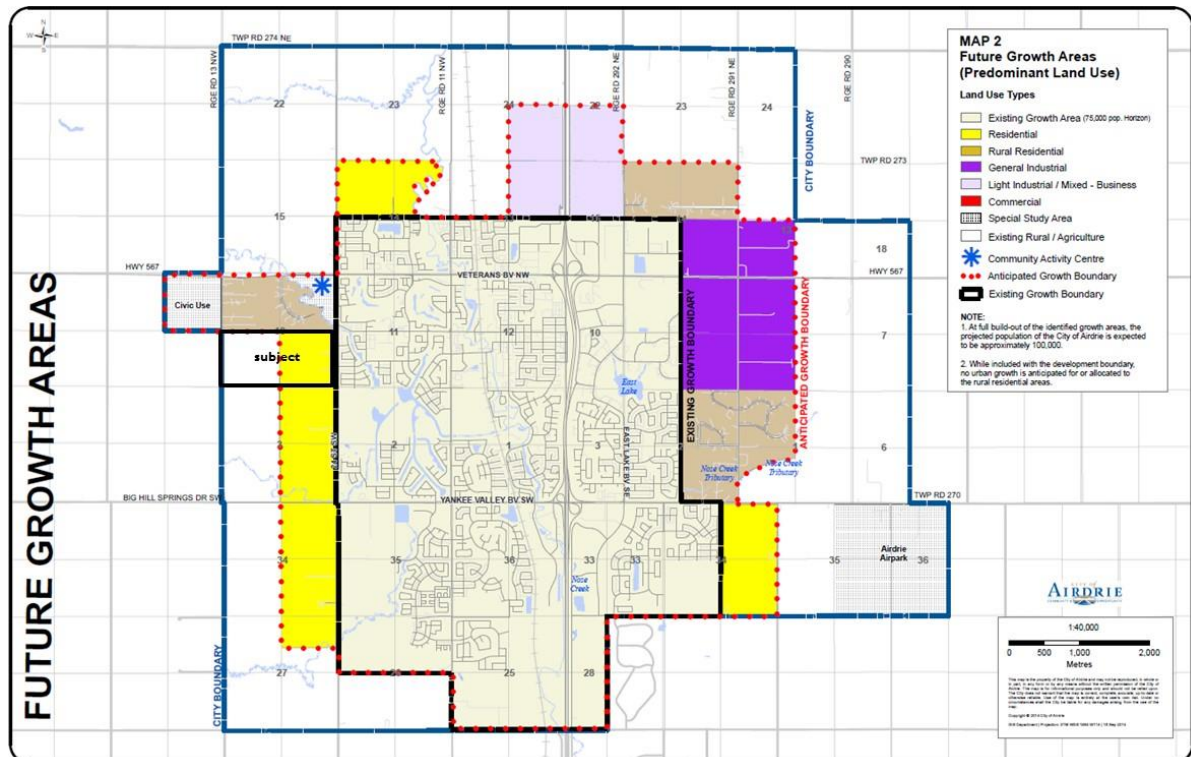 FUTURE GROWTH AREAS
N
W
E
S
TWP RD 274 NE
RGE RD 13 NW
RGE RD 11 NW
RGE RD 292 NE
RGE RD 291 NE
RGE RD 290
22
23
24
22
23
24
CITY BOUNDARY
TWP RD 273
15
14
18
HWY 567
VETERANS BV NW
HWY 567
Civic Use
11
12
10
7
subject
EXISTING GROWTH BOUNDARY
ANTICIPATED GROWTH BOUNDARY
East
Lake
2
1
3
6
EAST LAKE BV SE
Nose Creek
Tributary
Nose Creek
Tributary
BIG HILL SPRINGS DR SW
YANKEE VALLEY BV SW
TWP RD 270
34
35
36
33
33
35
36
Airdrie
Airpark
Nose
Creek
27
25
28
CITY BOUNDARY
MAP 2
Future Growth Areas
(Predominant Land Use)
Land Use Types
Existing Growth Area (75,000 pop. Horizon)
Residential
Rural Residential
General Industrial
Light Industrial / Mixed - Business
Commercial
Special Study Area
Existing Rural / Agriculture
Community Activity Centre
Anticipated Growth Boundary
Existing Growth Boundary
NOTE:
1. At full build-out of the identified growth areas, the
projected population of the City of Airdrie is expected
to be approximately 100,000.
2. While included with the development boundary,
no urban growth is anticipated for or allocated to
the rural residential areas.
CITY OF
AIRDRIE
1:40,000
0 500 1,000 2,000
Metres